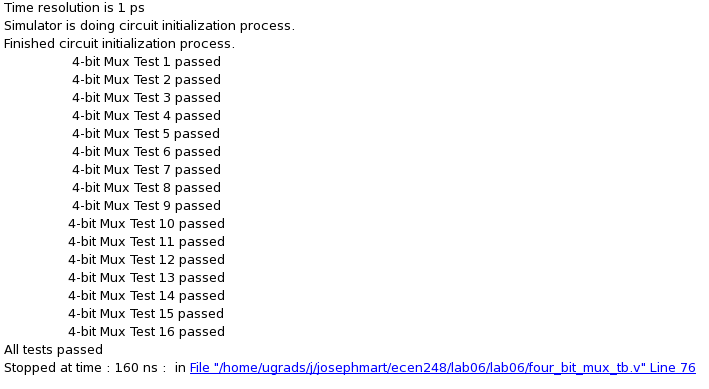 Time resolution is 1 ps
Simulator is doing circuit initialization process.
Finished circuit initialization process.
4-bit Mux Test 1 passed
4-bit Mux Test 2 passed
4-bit Mux Test 3 passed
4-bit Mux Test 4 passed
4-bit Mux Test 5 passed
4-bit Mux Test 6 passed
4-bit Mux Test 7 passed
4-bit Mux Test 8 passed
4-bit Mux Test 9 passed
4-bit Mux Test 10 passed
4-bit Mux Test 11 passed
4-bit Mux Test 12 passed
4-bit Mux Test 13 passed
4-bit Mux Test 14 passed
4-bit Mux Test 15 passed
4-bit Mux Test 16 passed
All tests passed
Stopped at time : 160 ns :  in File "/home/ugrads/j/josephmart/ecen248/lab06/lab06/four_bit_mux_tb.v" Line 76